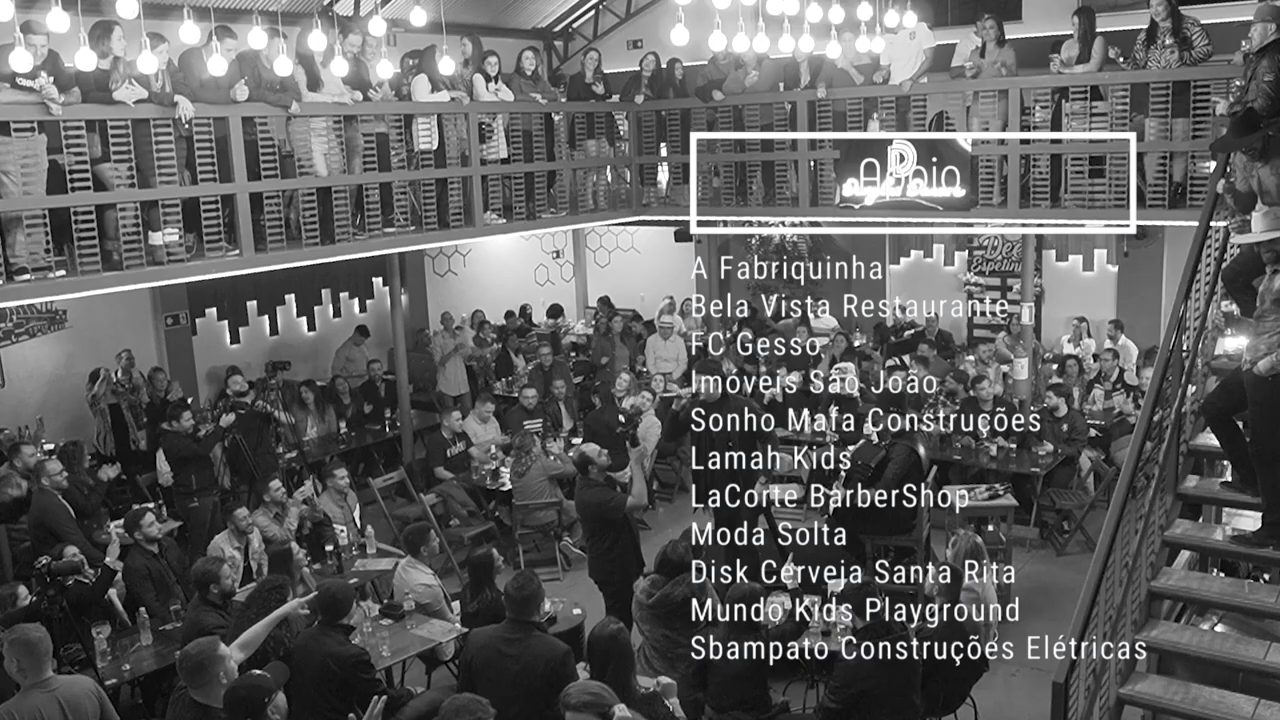 Apoio
A Fabriquinha
Bela Vista Restaurante
FC Gesso
Imóveis São João
Sonho Mafa Construções
Lamah Kids
LaCorte BarberShop
Moda Solta
Disk Cerveja Santa Rita
Mundo Kids Playground
Sbampato Construções Elétricas